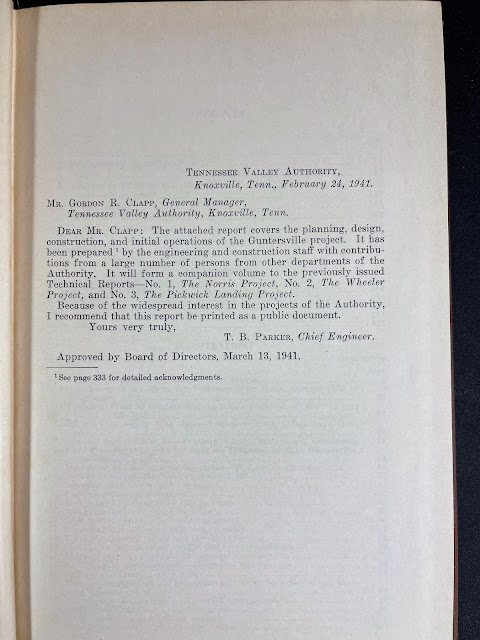 TENNESSEE VALLEY AUTHORITY,
Knoxville, Tenn., February 24, 1941.
MR. GORDON R. CLAPP, General Manager,
Tennessee Valley Authority, Knoxville, Tenn.
DEAR MR. CLAPP: The attached report covers the planning, design,
construction, and initial operations of the Guntersville project. It has
been prepared¹ by the engineering and construction staff with contribu-
tions from a large number of persons from other departments of the
Authority. It will form a companion volume to the previously issued
Technical Reports—No. 1, The Norris Project, No. 2, The Wheeler
Project, and No. 3, The Pickwick Landing Project.
Because of the widespread interest in the projects of the Authority,
I recommend that this report be printed as a public document.
Yours very truly,
T. B. PARKER, Chief Engineer.
Approved by Board of Directors, March 13, 1941.
¹ See page 333 for detailed acknowledgments.